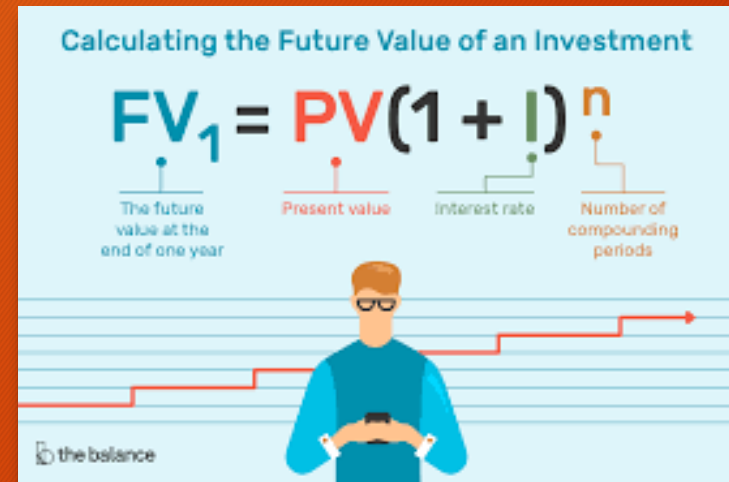 Calculating the Future Value of an Investment
FV₁ = PV(1 + I)ⁿ
The future
value at the
end of one year
Present value
Interest rate
Number of
compounding
periods
the balance